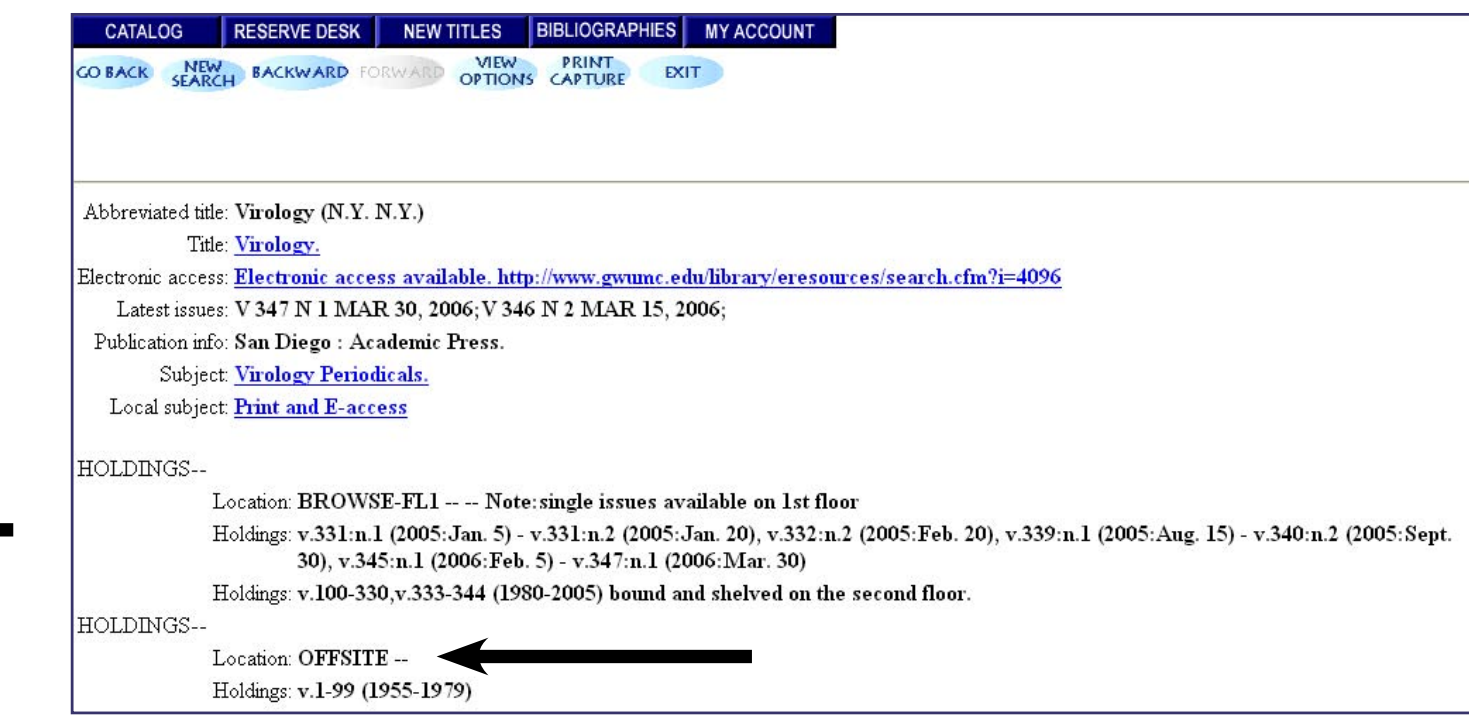 CATALOG RESERVE DESK NEW TITLES BIBLIOGRAPHIES MY ACCOUNT
GO BACK NEW SEARCH BACKWARD FORWARD VIEW OPTIONS PRINT CAPTURE EXIT
Abbreviated title: Virology (N.Y. N.Y.)
Title: Virology.
Electronic access: Electronic access available. http://www.gwumc.edu/library/eresources/search.cfm?i=4096
Latest issues: V 347 N 1 MAR 30, 2006; V 346 N 2 MAR 15, 2006;
Publication info: San Diego : Academic Press.
Subject: Virology Periodicals.
Local subject: Print and E-access
HOLDINGS--
Location: BROWSE-FL1 -- -- Note: single issues available on 1st floor
Holdings: v.331:n.1 (2005:Jan. 5) - v.331:n.2 (2005:Jan. 20), v.332:n.2 (2005:Feb. 20), v.339:n.1 (2005:Aug. 15) - v.340:n.2 (2005:Sept.
30), v.345:n.1 (2006:Feb. 5) - v.347:n.1 (2006:Mar. 30)
Holdings: v.100-330,v.333-344 (1980-2005) bound and shelved on the second floor.
HOLDINGS--
Location: OFFSITE --
Holdings: v.1-99 (1955-1979)